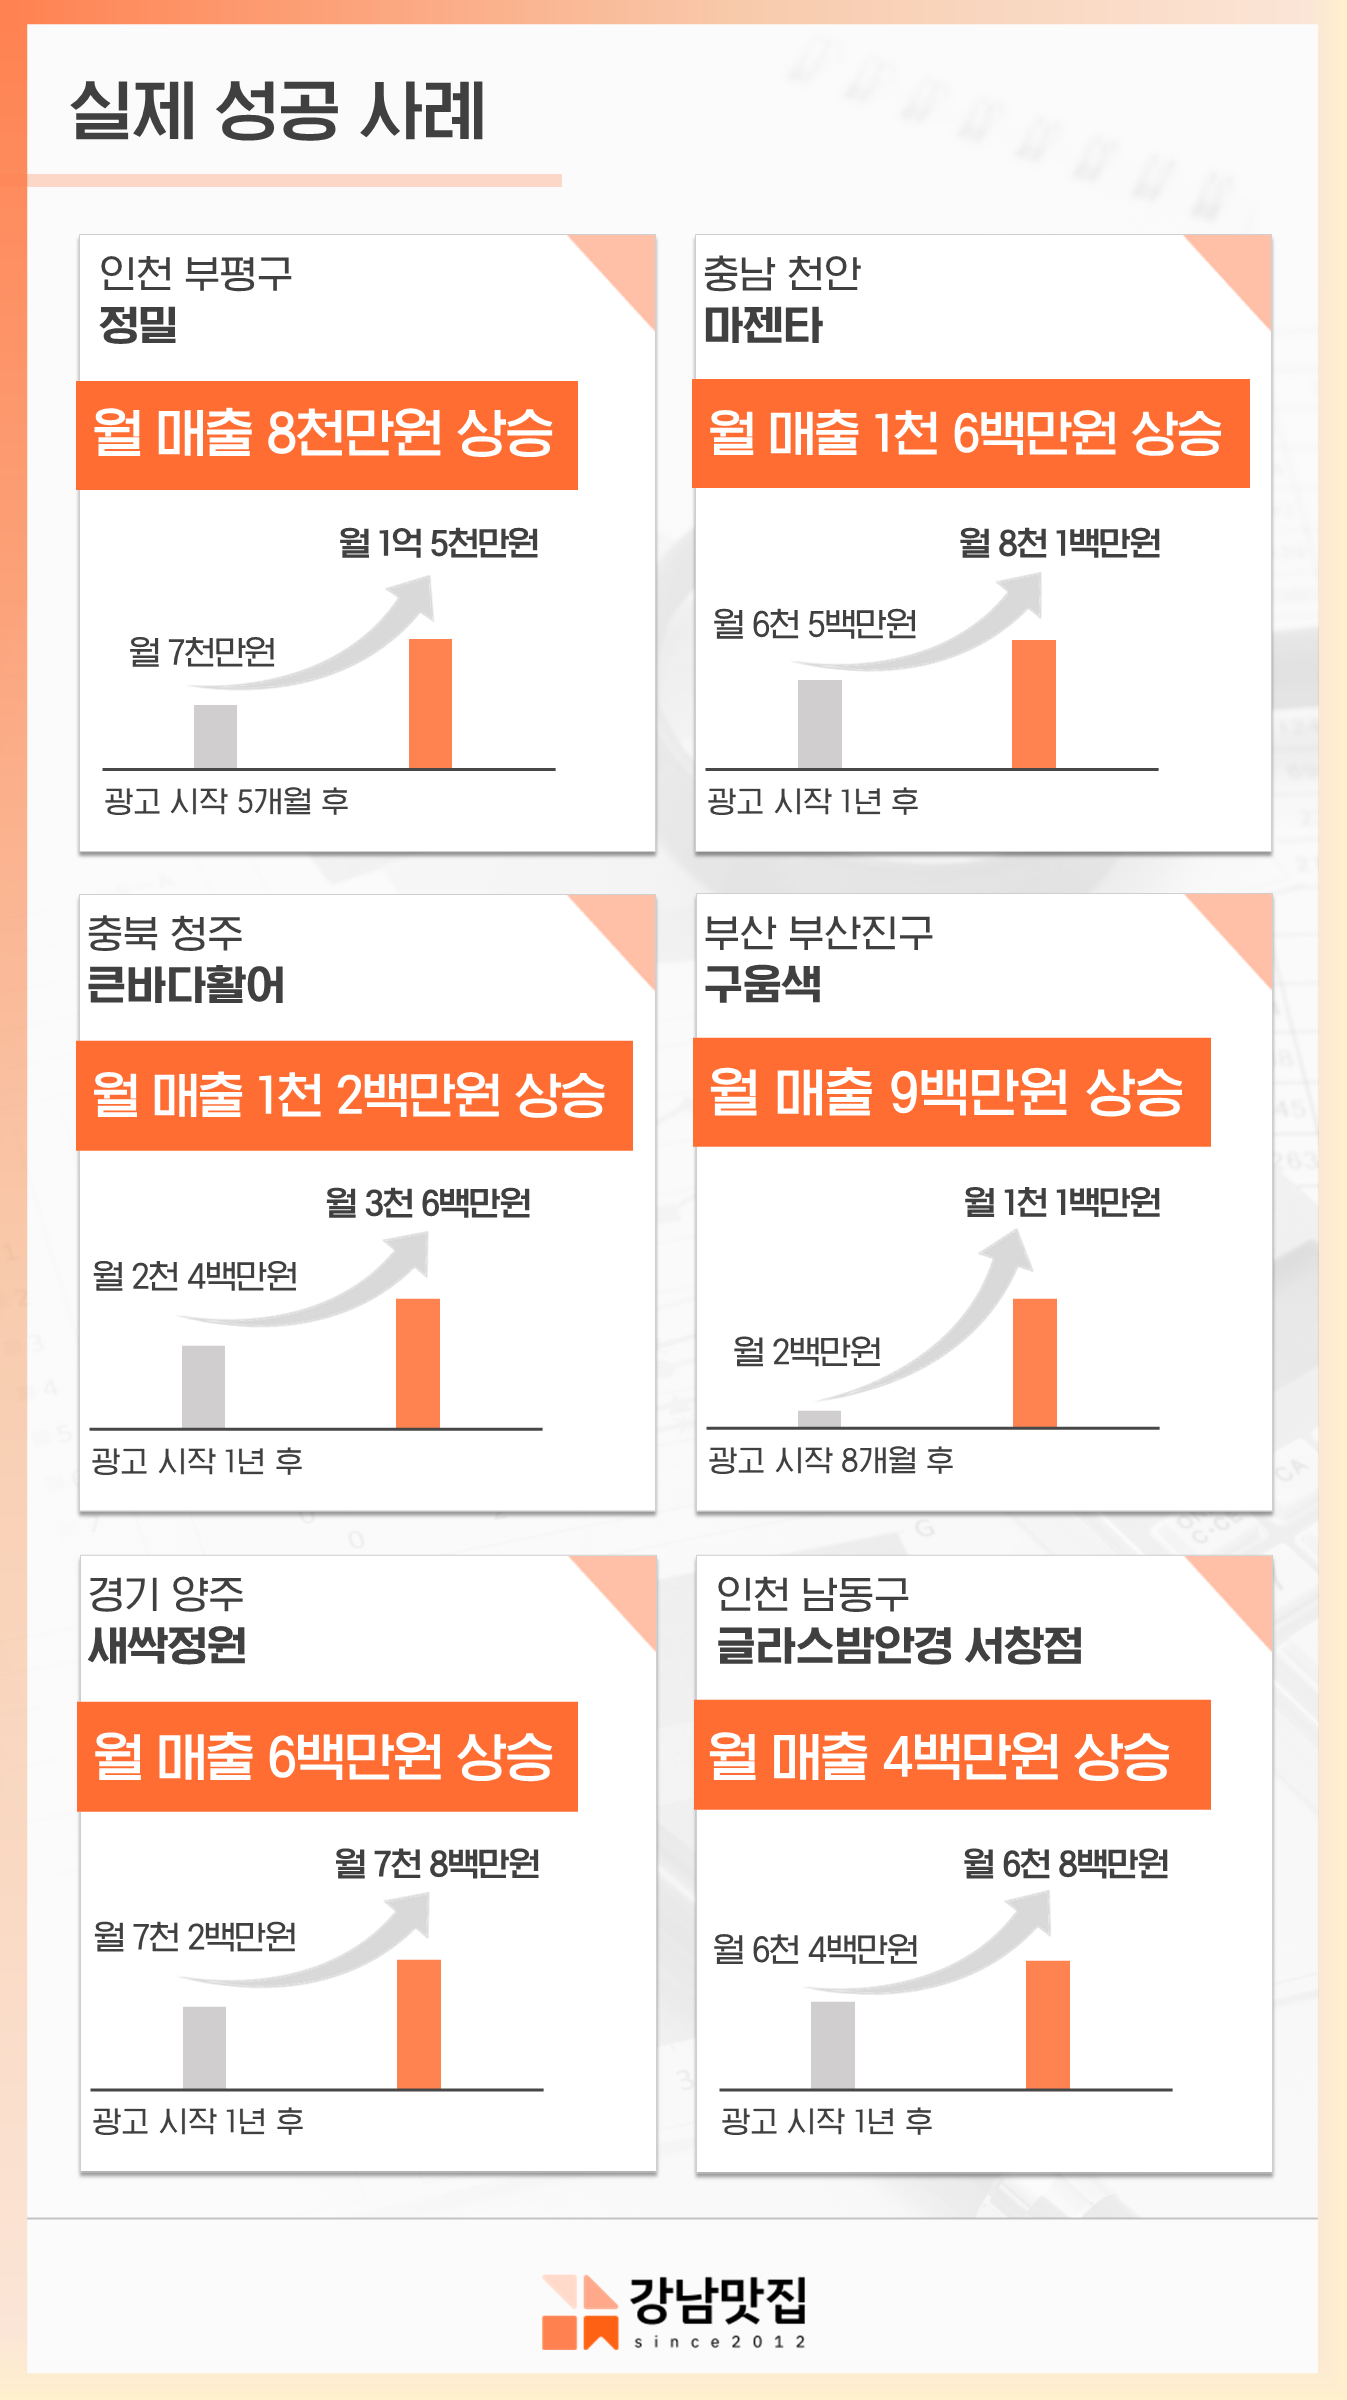 실제 성공 사례
인천 부평구
정밀
월 매출 8천만원 상승
월 1억 5천만원
월 7천만원
광고 시작 5개월 후
충남 천안
마젠타
월 매출 1천 6백만원 상승
월 8천 1백만원
월 6천 5백만원
광고 시작 1년 후
충북 청주
큰바다활어
월 매출 1천 2백만원 상승
월 3천 6백만원
월 2천 4백만원
광고 시작 1년 후
부산 부산진구
구움색
월 매출 9백만원 상승
월 1천 1백만원
월 2백만원
광고 시작 8개월 후
경기 양주
새싹정원
월 매출 6백만원 상승
월 7천 8백만원
월 7천 2백만원
광고 시작 1년 후
인천 남동구
글라스밤안경 서창점
월 매출 4백만원 상승
월 6천 8백만원
월 6천 4백만원
광고 시작 1년 후
강남맛집
since2012